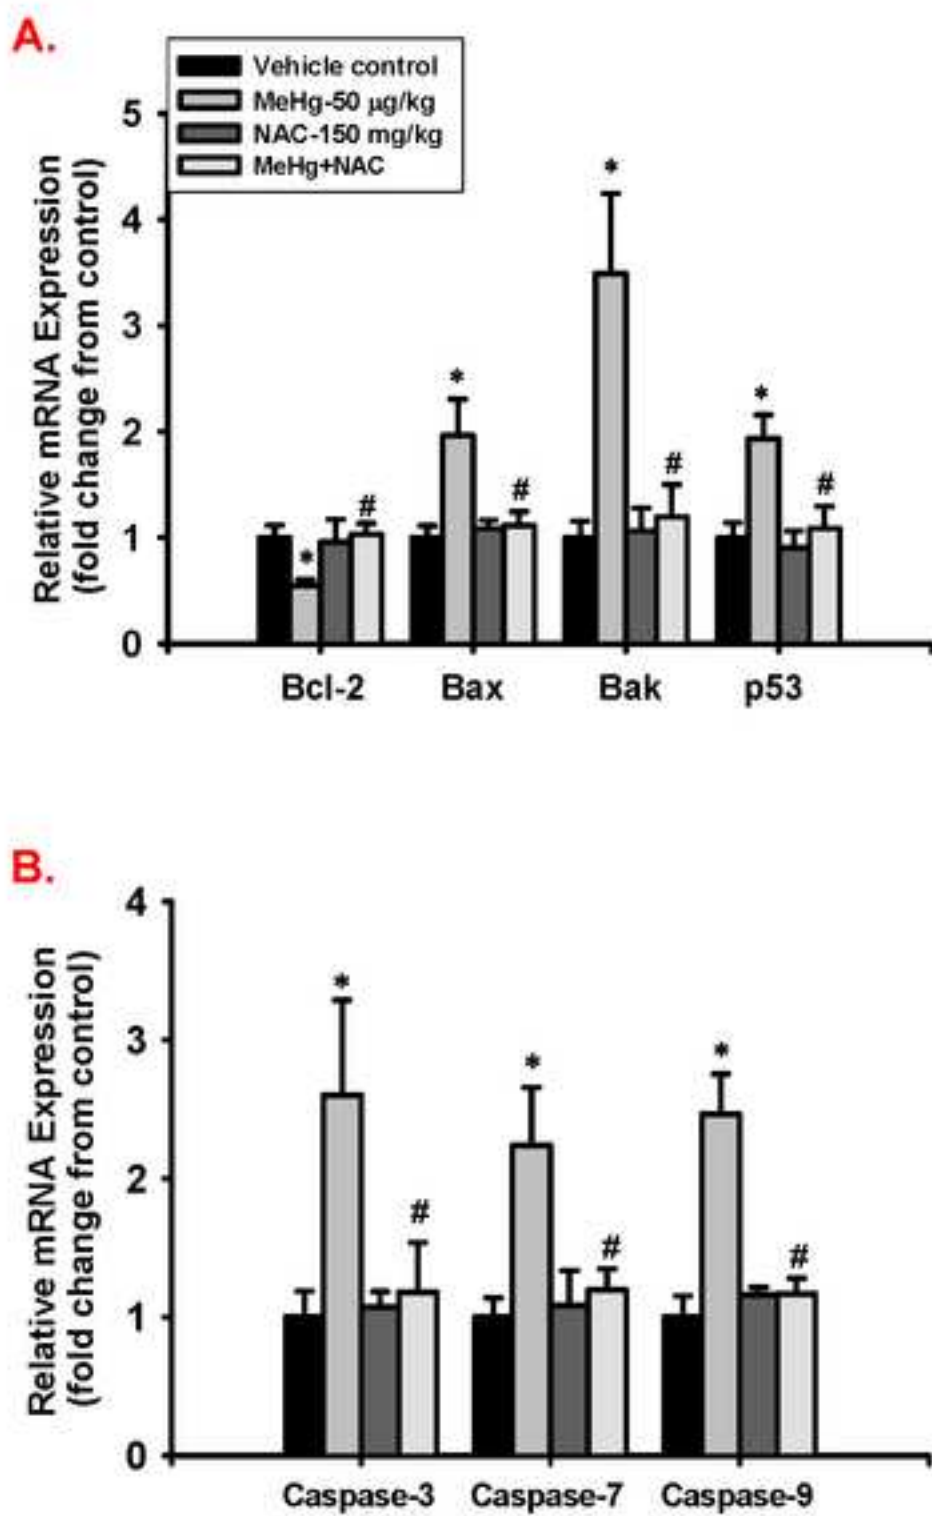 A.
Vehicle control
MeHg-50 µg/kg
NAC-150 mg/kg
MeHg+NAC
Relative mRNA Expression
(fold change from control)
5
4
3
2
1
0
*
#
*
#
*
#
*
#
Bcl-2 Bax Bak p53
B.
Relative mRNA Expression
(fold change from control)
4
3
2
1
0
*
#
*
#
*
#
Caspase-3 Caspase-7 Caspase-9